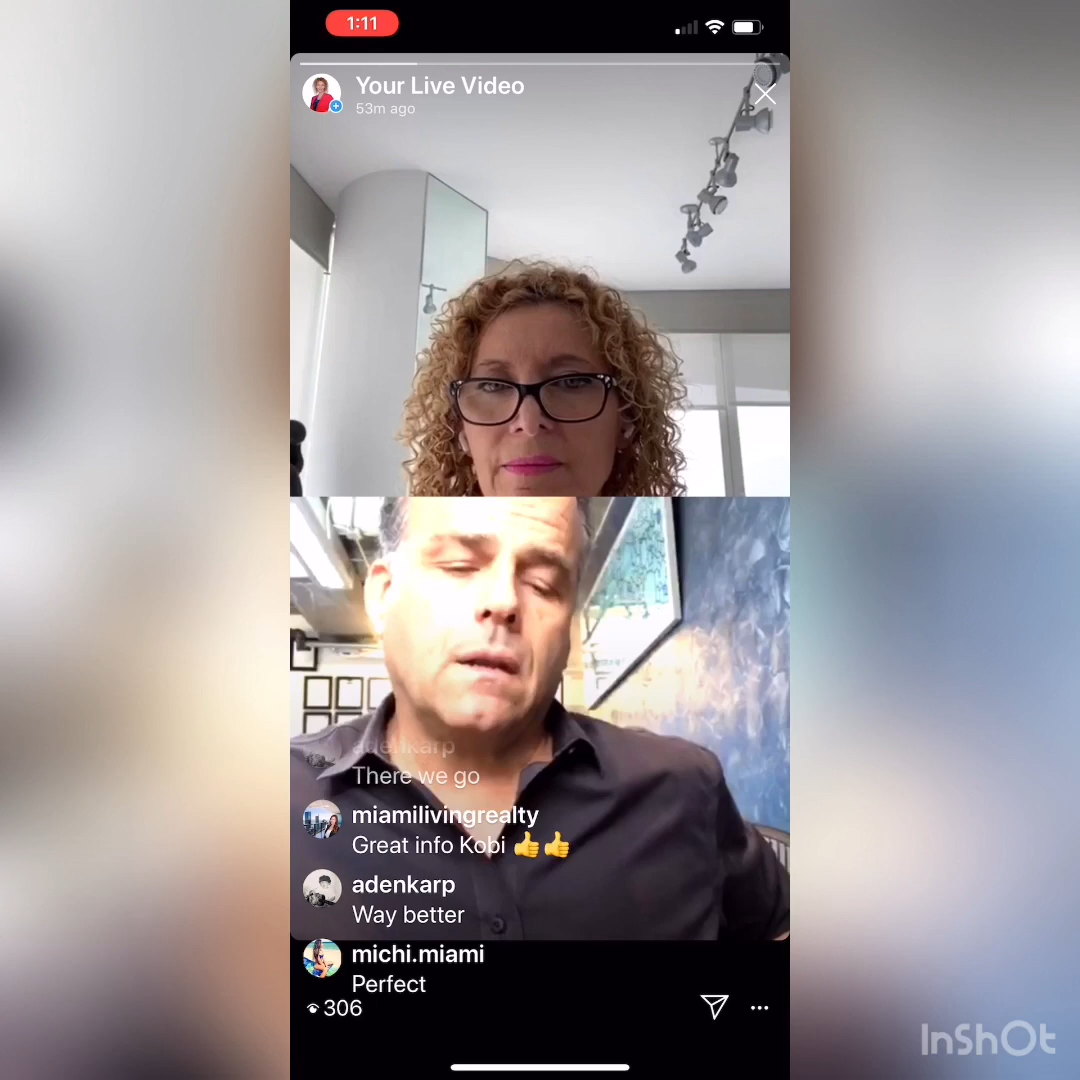 1:11
Your Live Video
53m ago
adenkarp
There we go
miamilivingrealty
Great info Kobi 👍👍
adenkarp
Way better
michi.miami
Perfect
306
InShOt